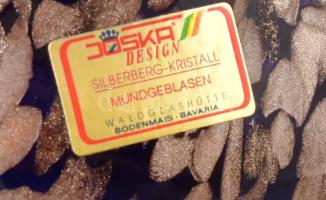 JOSKA
DESIGN
SILBERBERG-KRISTALL
MUNDGEBLASEN
WALDGLASHÜTTE
BODENMAIS - BAVARIA